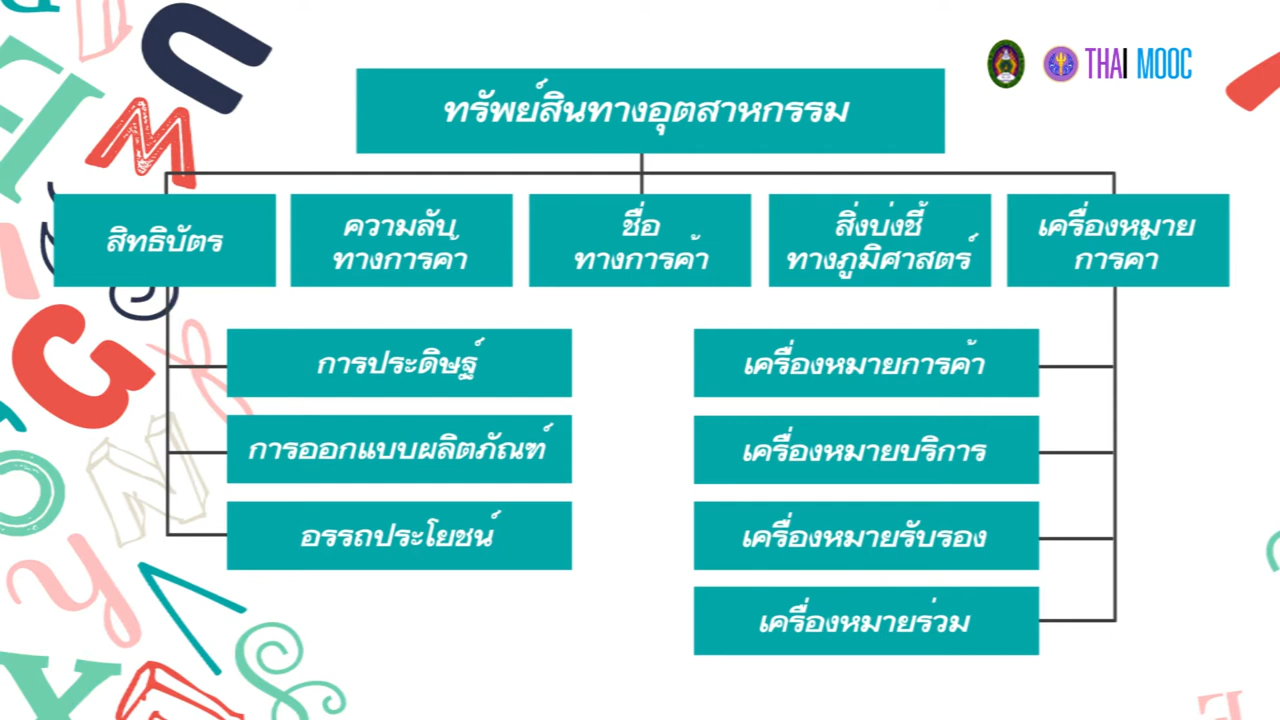 THAI MOOC
ทรัพย์สินทางอุตสาหกรรม
สิทธิบัตร
ความลับ
ทางการค้า
ชื่อ
ทางการค้า
สิ่งบ่งชี้
ทางภูมิศาสตร์
เครื่องหมาย
การค้า
การประดิษฐ์
การออกแบบผลิตภัณฑ์
อรรถประโยชน์
เครื่องหมายการค้า
เครื่องหมายบริการ
เครื่องหมายรับรอง
เครื่องหมายร่วม